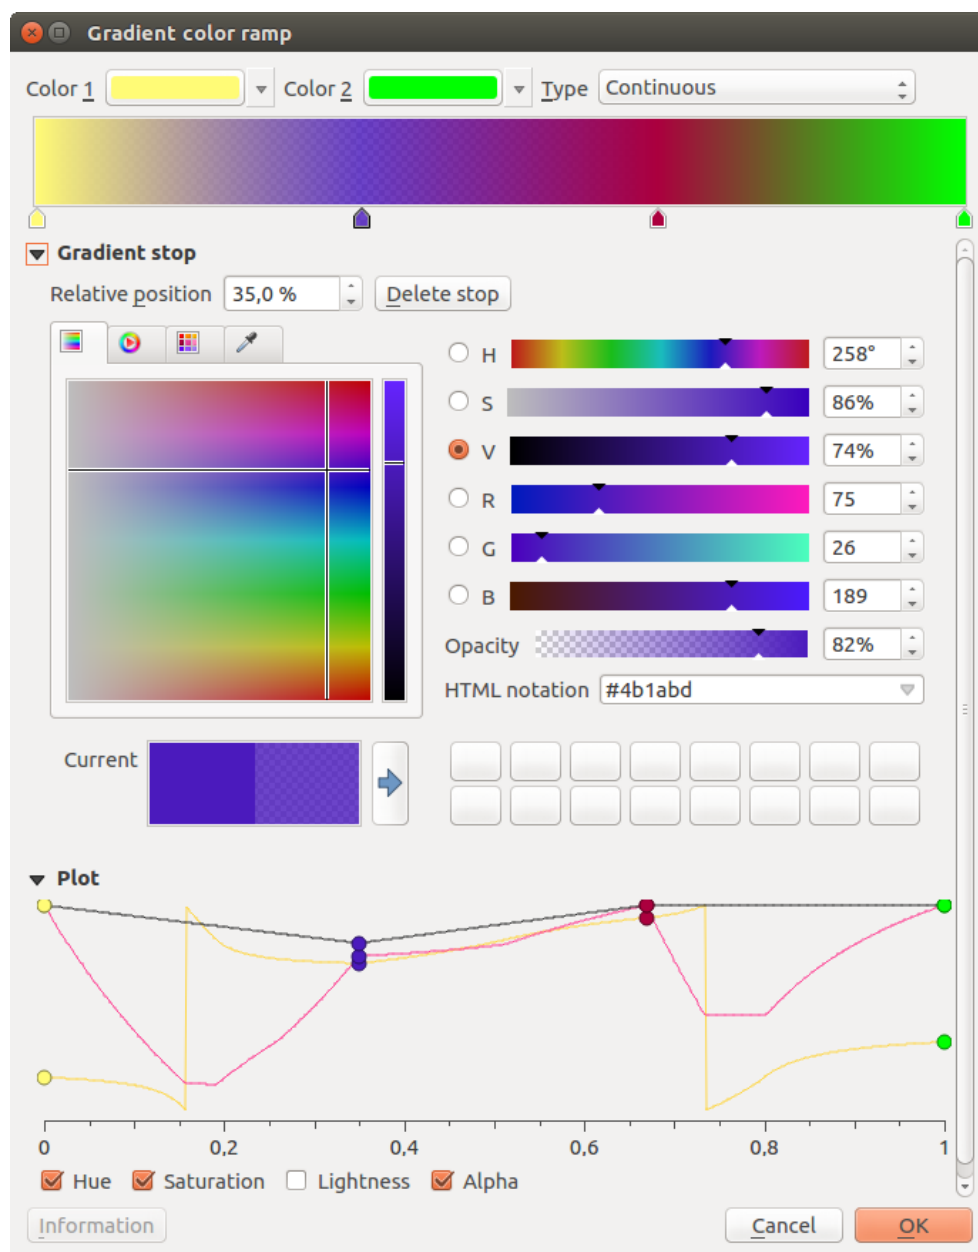 Gradient color ramp
Color 1 Color 2 Type Continuous
Gradient stop
Relative position 35,0 % Delete stop
H 258°
S 86%
V 74%
R 75
G 26
B 189
Opacity 82%
HTML notation #4b1abd
Current
Plot
0 0,2 0,4 0,6 0,8 1
Hue Saturation Lightness Alpha
Information Cancel OK